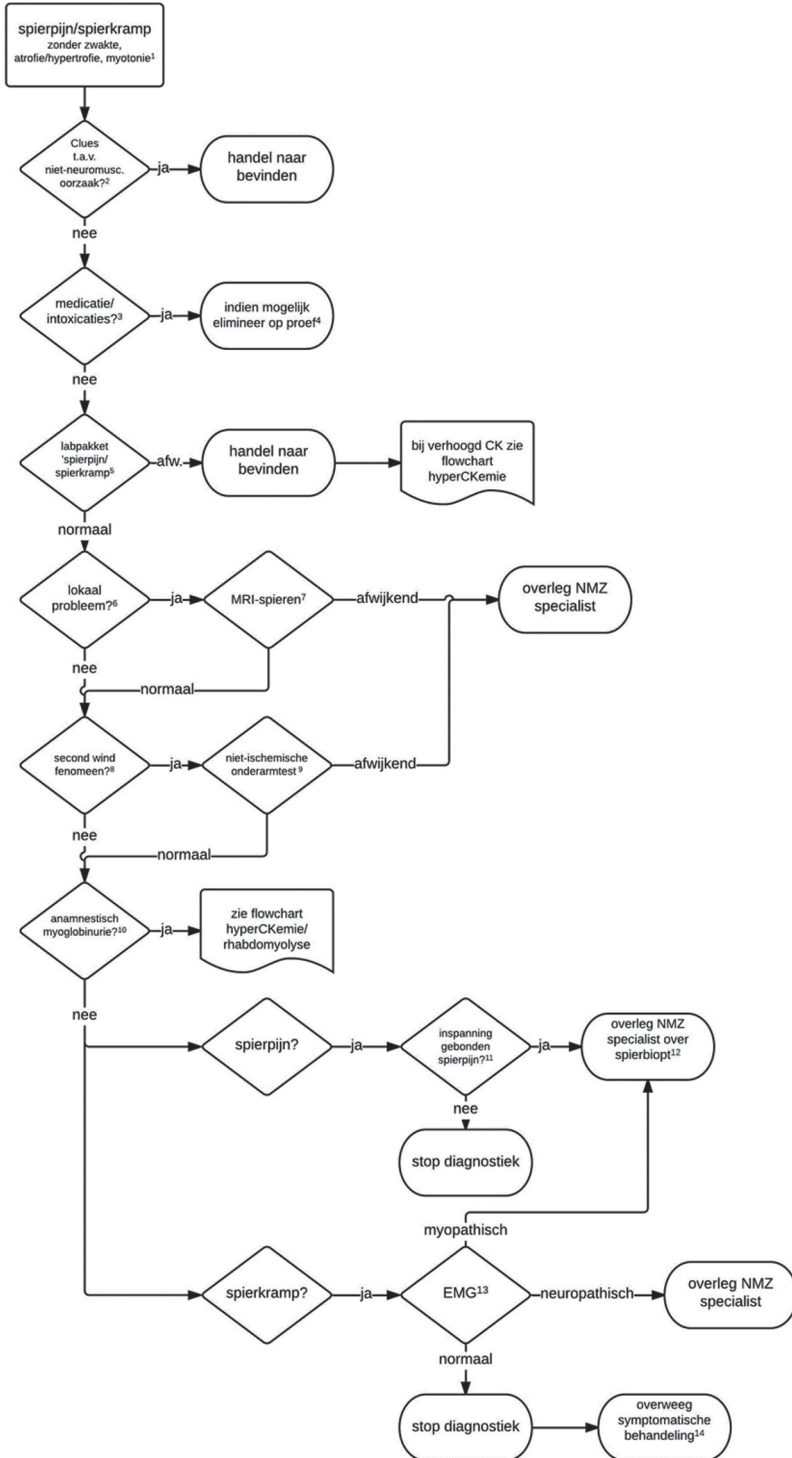 spierpijn/spierkramp
zonder zwakte,
atrofie/hypertrofie, myotonie¹
Clues
t.a.v.
niet-neuromusc.
oorzaak?²
ja
handel naar
bevinden
nee
medicatie/
intoxicaties?³
ja
indien mogelijk
elimineer op proef⁴
nee
labpakket
'spierpijn/
spierkramp⁵
afw.
handel naar
bevinden
bij verhoogd CK zie
flowchart
hyperCKemie
normaal
lokaal
probleem?⁶
ja
MRI-spieren⁷
afwijkend
overleg NMZ
specialist
nee
normaal
second wind
fenomeen?⁸
ja
niet-ischemische
onderarmtest ⁹
afwijkend
nee
normaal
anamnestisch
myoglobinurie?¹⁰
ja
zie flowchart
hyperCKemie/
rhabdomyolyse
nee
spierpijn?
ja
inspanning
gebonden
spierpijn?¹¹
ja
overleg NMZ
specialist over
spierbiopt¹²
nee
stop diagnostiek
myopathisch
spierkramp?
ja
EMG¹³
neuropathisch
overleg NMZ
specialist
normaal
stop diagnostiek
overweeg
symptomatische
behandeling¹⁴